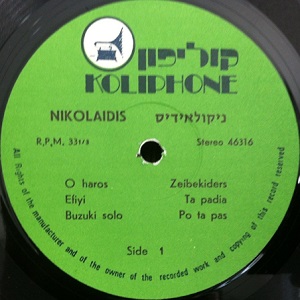 קוליפון
KOLIPHONE
NIKOLAIDIS ניקולאידיס
R.P.M. 33 1/3 Stereo 46316
O haros Zeibekiders
Efiyi Ta padia
Buzuki solo Po ta pas
Side 1
All Rights of the manufacturer and of the owner of the recorded work and copying of this record